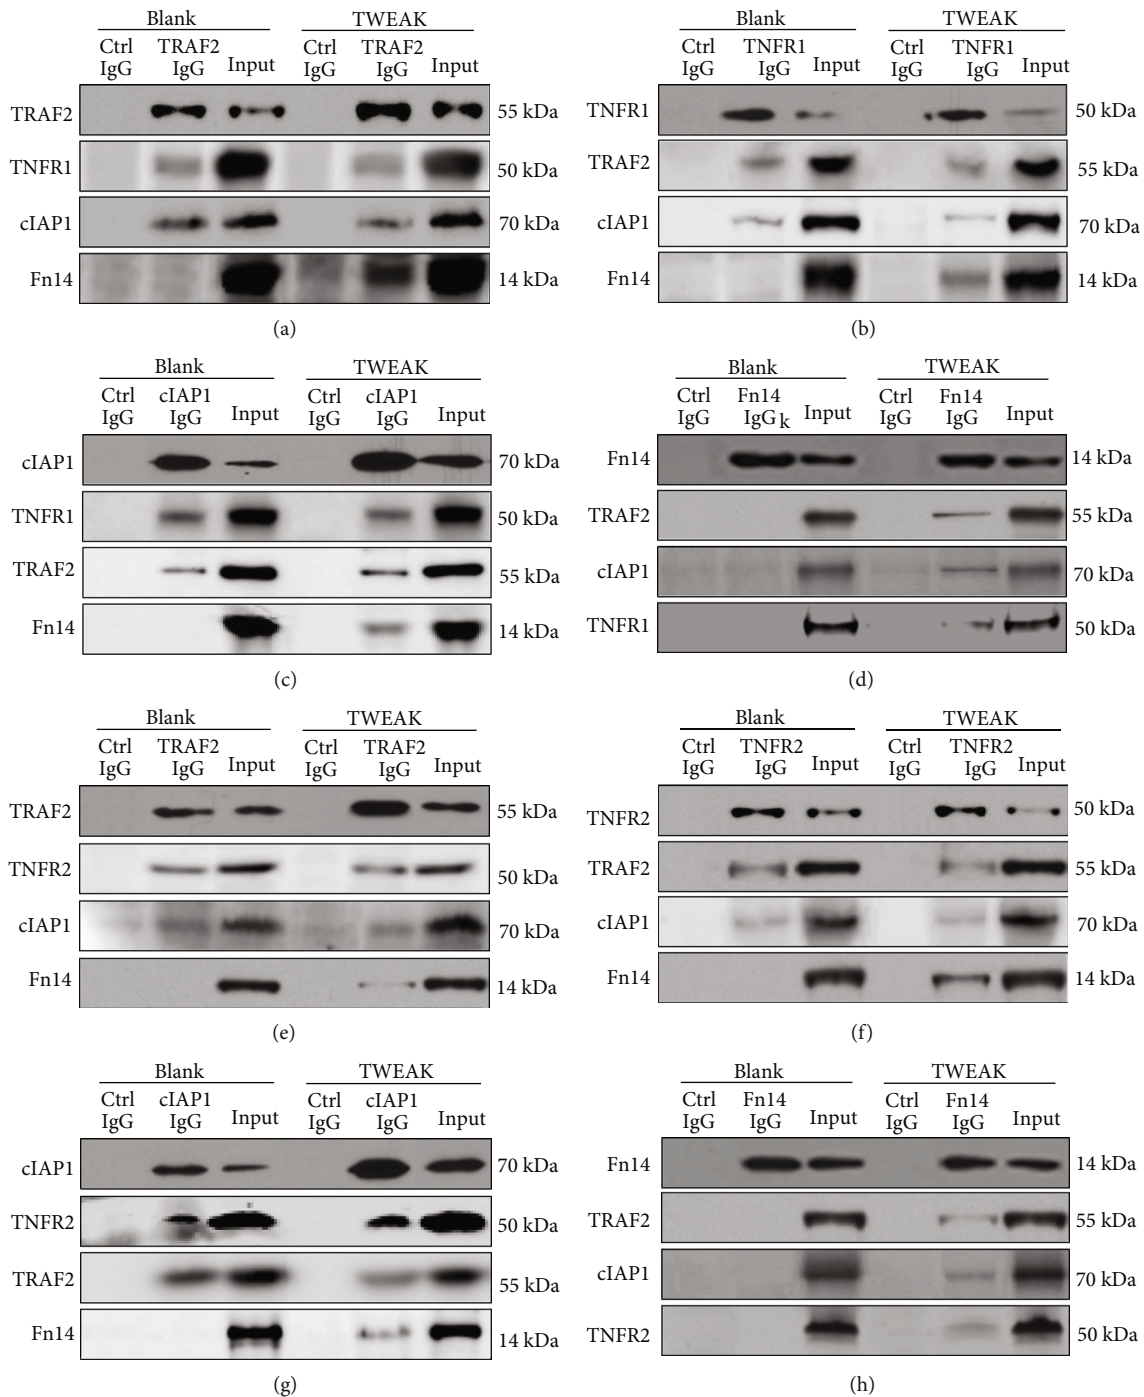 Blank TWEAK
Ctrl IgG TRAF2 IgG Input Ctrl IgG TRAF2 IgG Input
TRAF2 55 kDa
TNFR1 50 kDa
cIAP1 70 kDa
Fn14 14 kDa
(a)
Blank TWEAK
Ctrl IgG TNFR1 IgG Input Ctrl IgG TNFR1 IgG Input
TNFR1 50 kDa
TRAF2 55 kDa
cIAP1 70 kDa
Fn14 14 kDa
(b)
Blank TWEAK
Ctrl IgG cIAP1 IgG Input Ctrl IgG cIAP1 IgG Input
cIAP1 70 kDa
TNFR1 50 kDa
TRAF2 55 kDa
Fn14 14 kDa
(c)
Blank TWEAK
Ctrl IgG Fn14 IgG k Input Ctrl IgG Fn14 IgG Input
Fn14 14 kDa
TRAF2 55 kDa
cIAP1 70 kDa
TNFR1 50 kDa
(d)
Blank TWEAK
Ctrl IgG TRAF2 IgG Input Ctrl IgG TRAF2 IgG Input
TRAF2 55 kDa
TNFR2 50 kDa
cIAP1 70 kDa
Fn14 14 kDa
(e)
Blank TWEAK
Ctrl IgG TNFR2 IgG Input Ctrl IgG TNFR2 IgG Input
TNFR2 50 kDa
TRAF2 55 kDa
cIAP1 70 kDa
Fn14 14 kDa
(f)
Blank TWEAK
Ctrl IgG cIAP1 IgG Input Ctrl IgG cIAP1 IgG Input
cIAP1 70 kDa
TNFR2 50 kDa
TRAF2 55 kDa
Fn14 14 kDa
(g)
Blank TWEAK
Ctrl IgG Fn14 IgG Input Ctrl IgG Fn14 IgG Input
Fn14 14 kDa
TRAF2 55 kDa
cIAP1 70 kDa
TNFR2 50 kDa
(h)